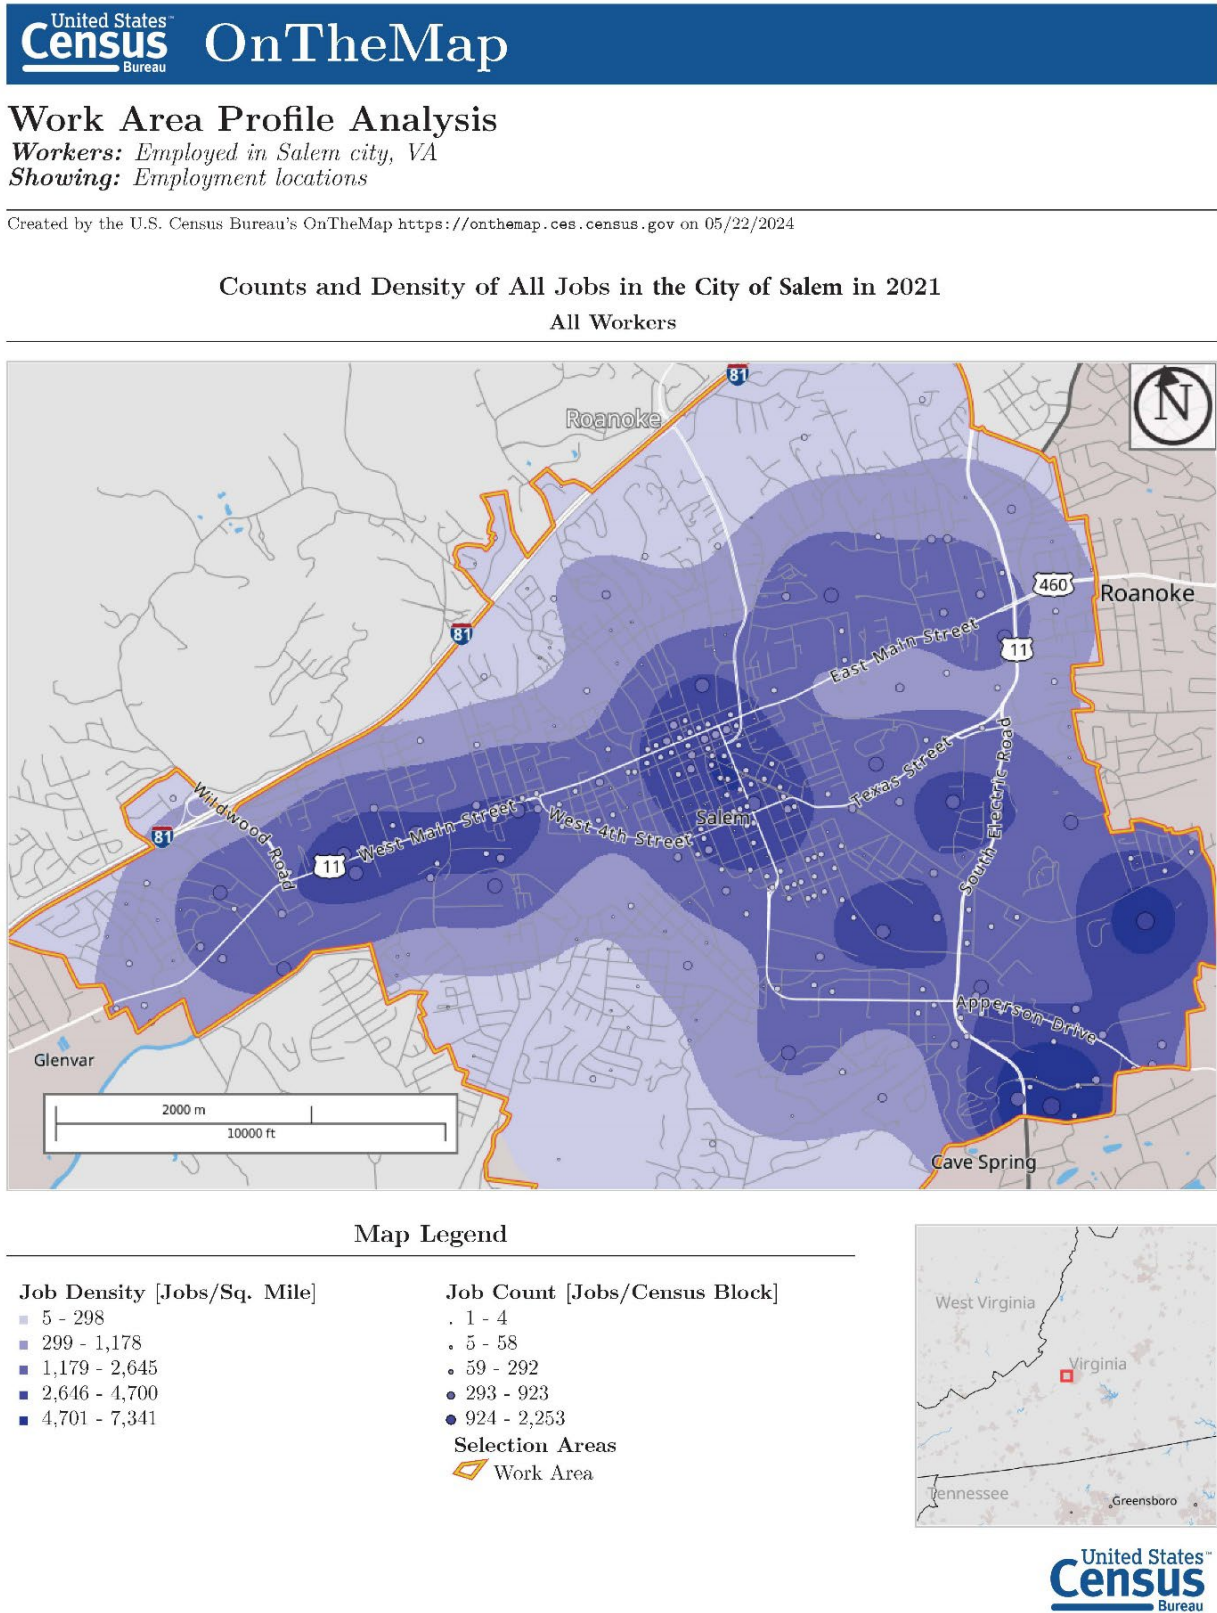 United States™
Census
Bureau
OnTheMap
Work Area Profile Analysis
Workers: Employed in Salem city, VA
Showing: Employment locations
Created by the U.S. Census Bureau's OnTheMap https://onthemap.ces.census.gov on 05/22/2024
Counts and Density of All Jobs in the City of Salem in 2021
All Workers
81
N
Roanoke
460
Roanoke
81
11
East Main Street
Wildwood Road
81
11
West Main Street
West 4th Street
Salem
Texas Street
South Electric Road
Apperson Drive
Glenvar
2000 m
10000 ft
Cave Spring
Map Legend
Job Density [Jobs/Sq. Mile]
5 - 298
299 - 1,178
1,179 - 2,645
2,646 - 4,700
4,701 - 7,341
Job Count [Jobs/Census Block]
1 - 4
5 - 58
59 - 292
293 - 923
924 - 2,253
Selection Areas
Work Area
West Virginia
Virginia
Tennessee
Greensboro
United States™
Census
Bureau